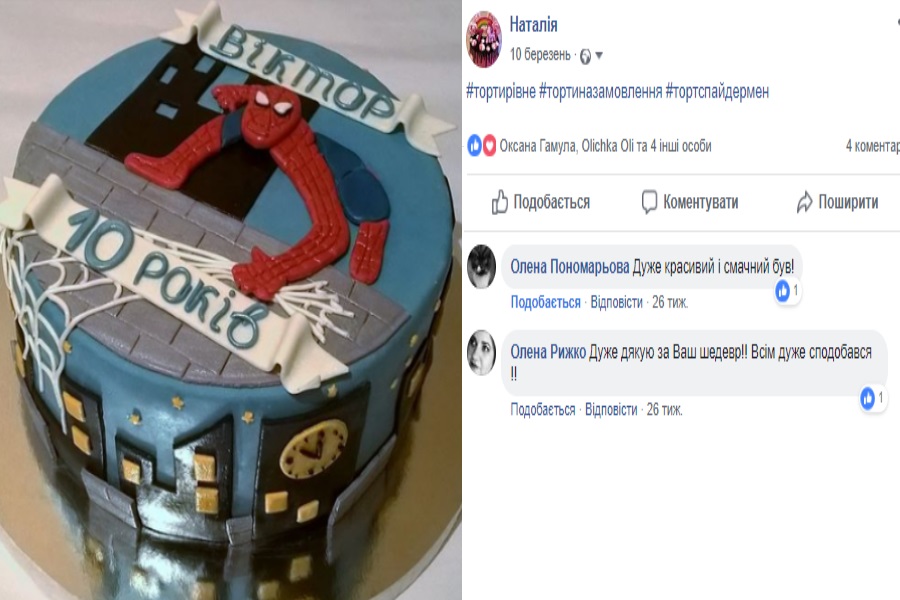 Віктор
10 років
Наталія
10 березень
#тортирівне #тортиназамовлення #тортспайдермен
Оксана Гамула, Olichka Oli та 4 інші особи
4 коментар
Подобається
Коментувати
Поширити
Олена Пономарьова Дуже красивий і смачний був!
1
Подобається · Відповісти · 26 тиж.
Олена Рижко Дуже дякую за Ваш шедевр!! Всім дуже сподобався
!!
1
Подобається · Відповісти · 26 тиж.